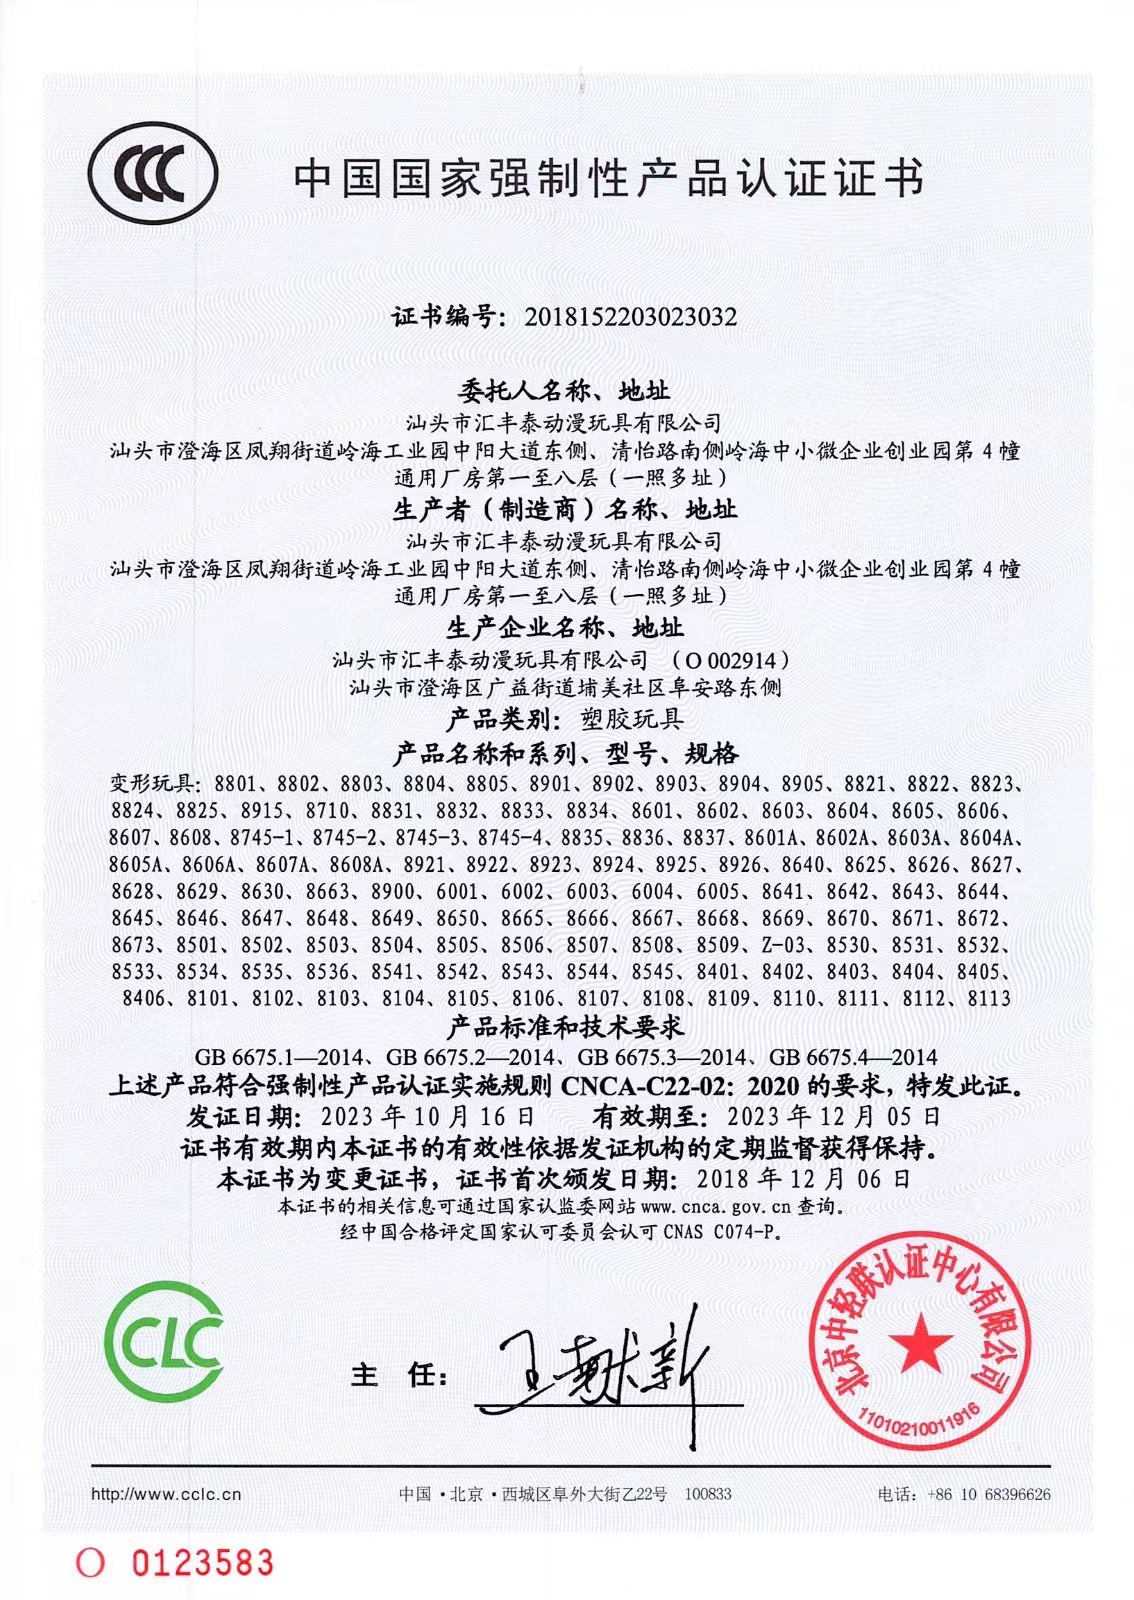 CCC
中国国家强制性产品认证证书
证书编号：2018152203023032
委托人名称、地址
汕头市汇丰泰动漫玩具有限公司
汕头市澄海区凤翔街道岭海工业园中阳大道东侧、清怡路南侧岭海中小微企业创业园第 4 幢
通用厂房第一至八层（一照多址）
生产者（制造商）名称、地址
汕头市汇丰泰动漫玩具有限公司
汕头市澄海区凤翔街道岭海工业园中阳大道东侧、清怡路南侧岭海中小微企业创业园第 4 幢
通用厂房第一至八层（一照多址）
生产企业名称、地址
汕头市汇丰泰动漫玩具有限公司 （O 002914）
汕头市澄海区广益街道埔美社区阜安路东侧
产品类别：塑胶玩具
产品名称和系列、型号、规格
变形玩具：8801、8802、8803、8804、8805、8901、8902、8903、8904、8905、8821、8822、8823、
8824、8825、8915、8710、8831、8832、8833、8834、8601、8602、8603、8604、8605、8606、
8607、8608、8745-1、8745-2、8745-3、8745-4、8835、8836、8837、8601A、8602A、8603A、8604A、
8605A、8606A、8607A、8608A、8921、8922、8923、8924、8925、8926、8640、8625、8626、8627、
8628、8629、8630、8663、8900、6001、6002、6003、6004、6005、8641、8642、8643、8644、
8645、8646、8647、8648、8649、8650、8665、8666、8667、8668、8669、8670、8671、8672、
8673、8501、8502、8503、8504、8505、8506、8507、8508、8509、Z-03、8530、8531、8532、
8533、8534、8535、8536、8541、8542、8543、8544、8545、8401、8402、8403、8404、8405、
8406、8101、8102、8103、8104、8105、8106、8107、8108、8109、8110、8111、8112、8113
产品标准和技术要求
GB 6675.1—2014、GB 6675.2—2014、GB 6675.3—2014、GB 6675.4—2014
上述产品符合强制性产品认证实施规则 CNCA-C22-02：2020 的要求，特发此证。
发证日期：2023 年 10 月 16 日 有效期至：2023 年 12 月 05 日
证书有效期内本证书的有效性依据发证机构的定期监督获得保持。
本证书为变更证书，证书首次颁发日期：2018 年 12 月 06 日
本证书的相关信息可通过国家认监委网站 www.cnca.gov.cn 查询。
经中国合格评定国家认可委员会认可 CNAS C074-P。
CLC
主 任：
北京中轻联认证中心有限公司
11010210011916
http://www.cclc.cn 中国·北京·西城区阜外大街乙22号 100833 电话：+86 10 68396626
O 0123583